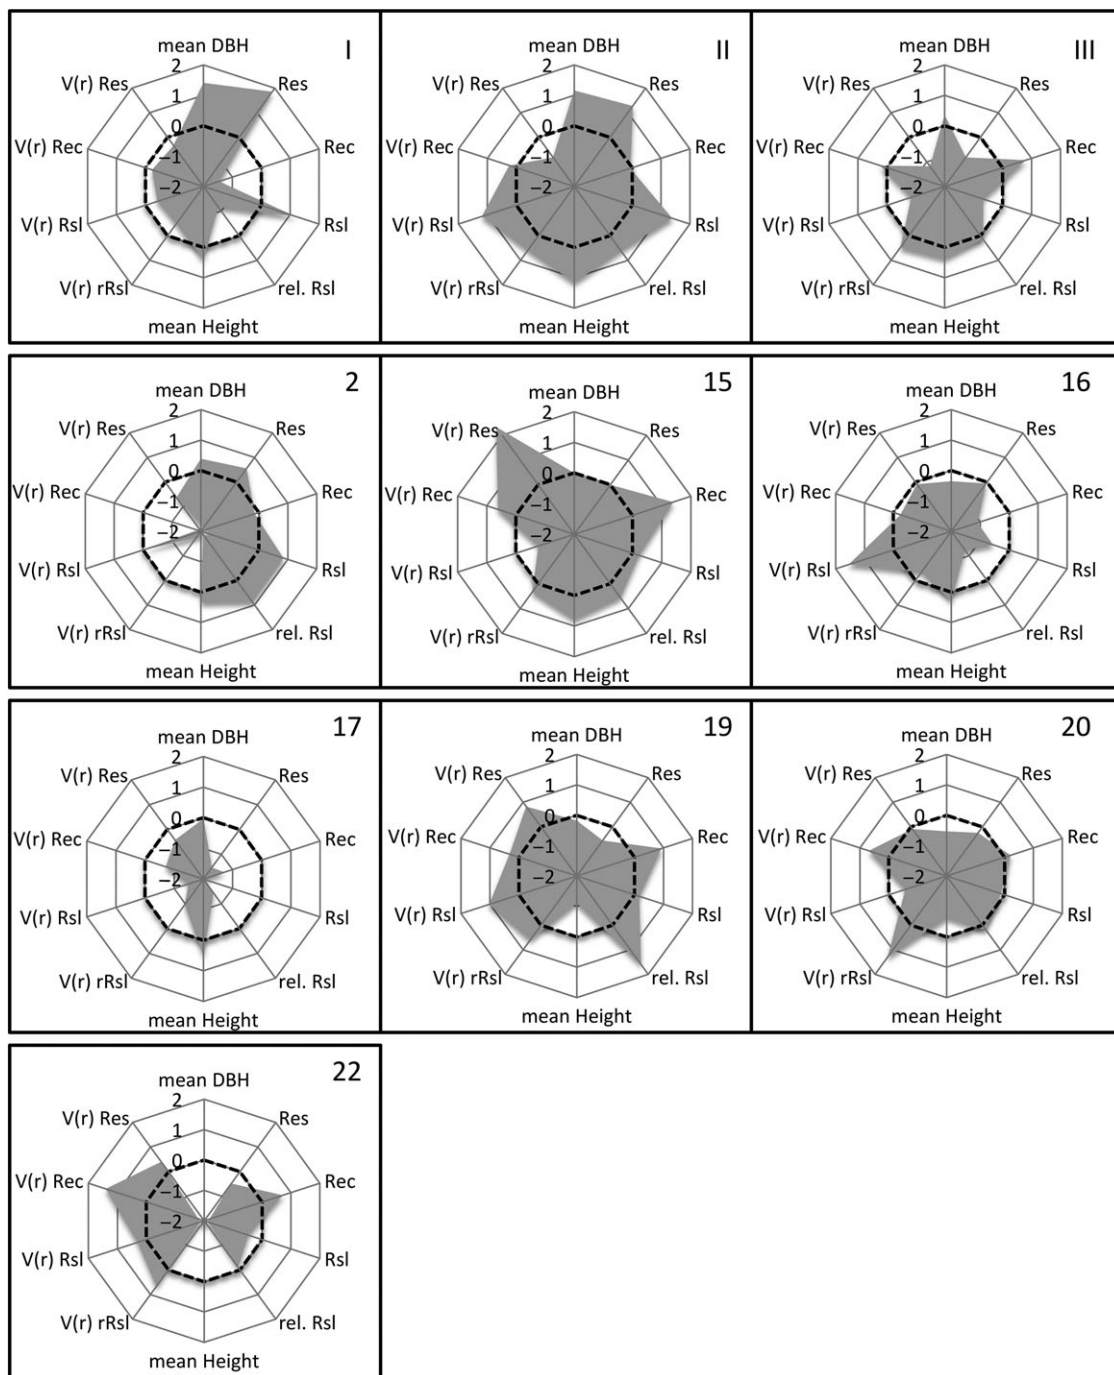 I
mean DBH
2
V(r) Res
Res
1
0
V(r) Rec
Rec
−1
−2
V(r) Rsl
Rsl
V(r) rRsl
rel. Rsl
mean Height
II
mean DBH
2
V(r) Res
Res
1
0
V(r) Rec
Rec
−1
−2
V(r) Rsl
Rsl
V(r) rRsl
rel. Rsl
mean Height
III
mean DBH
2
V(r) Res
Res
1
0
V(r) Rec
Rec
−1
−2
V(r) Rsl
Rsl
V(r) rRsl
rel. Rsl
mean Height
2
mean DBH
2
V(r) Res
Res
1
0
V(r) Rec
Rec
−1
−2
V(r) Rsl
Rsl
V(r) rRsl
rel. Rsl
mean Height
15
mean DBH
2
V(r) Res
Res
1
0
V(r) Rec
Rec
−1
−2
V(r) Rsl
Rsl
V(r) rRsl
rel. Rsl
mean Height
16
mean DBH
2
V(r) Res
Res
1
0
V(r) Rec
Rec
−1
−2
V(r) Rsl
Rsl
V(r) rRsl
rel. Rsl
mean Height
17
mean DBH
2
V(r) Res
Res
1
0
V(r) Rec
Rec
−1
−2
V(r) Rsl
Rsl
V(r) rRsl
rel. Rsl
mean Height
19
mean DBH
2
V(r) Res
Res
1
0
V(r) Rec
Rec
−1
−2
V(r) Rsl
Rsl
V(r) rRsl
rel. Rsl
mean Height
20
mean DBH
2
V(r) Res
Res
1
0
V(r) Rec
Rec
−1
−2
V(r) Rsl
Rsl
V(r) rRsl
rel. Rsl
mean Height
22
mean DBH
2
V(r) Res
Res
1
0
V(r) Rec
Rec
−1
−2
V(r) Rsl
Rsl
V(r) rRsl
rel. Rsl
mean Height